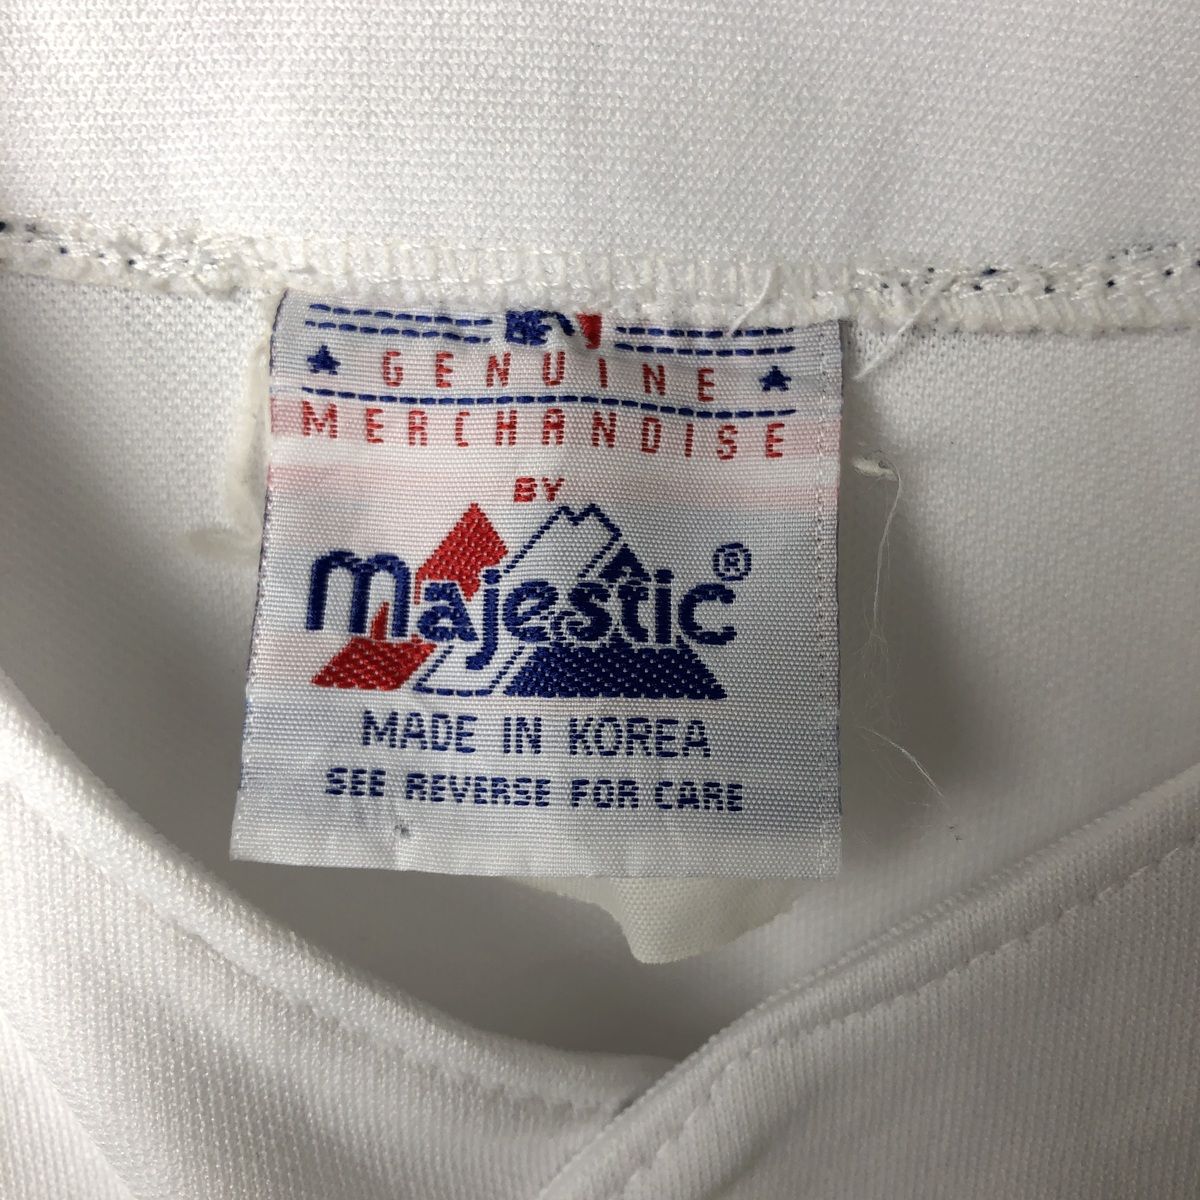 GENUINE
MERCHANDISE
BY
Majestic®
MADE IN KOREA
SEE REVERSE FOR CARE